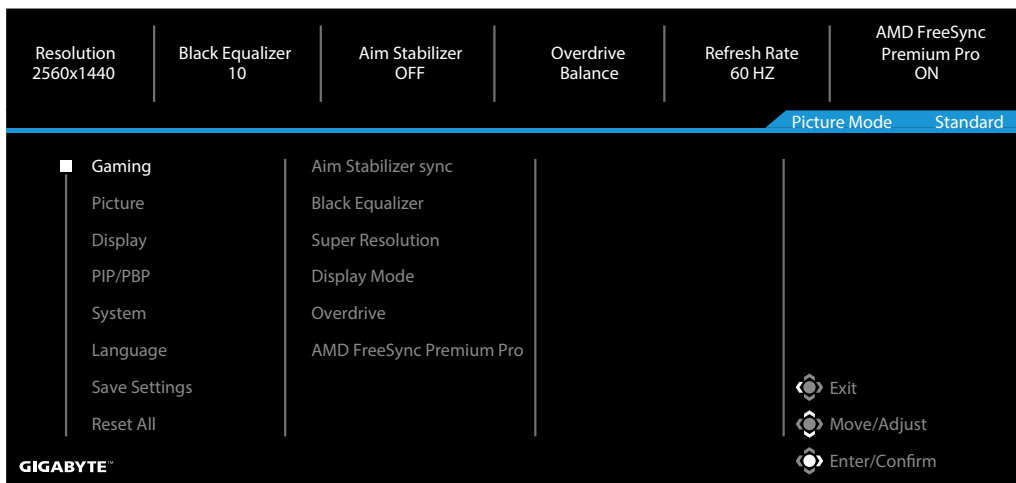 Resolution
2560x1440
Black Equalizer
10
Aim Stabilizer
OFF
Overdrive
Balance
Refresh Rate
60 HZ
AMD FreeSync
Premium Pro
ON
Picture Mode Standard
Gaming
Picture
Display
PIP/PBP
System
Language
Save Settings
Reset All
Aim Stabilizer sync
Black Equalizer
Super Resolution
Display Mode
Overdrive
AMD FreeSync Premium Pro
Exit
Move/Adjust
Enter/Confirm
GIGABYTE™